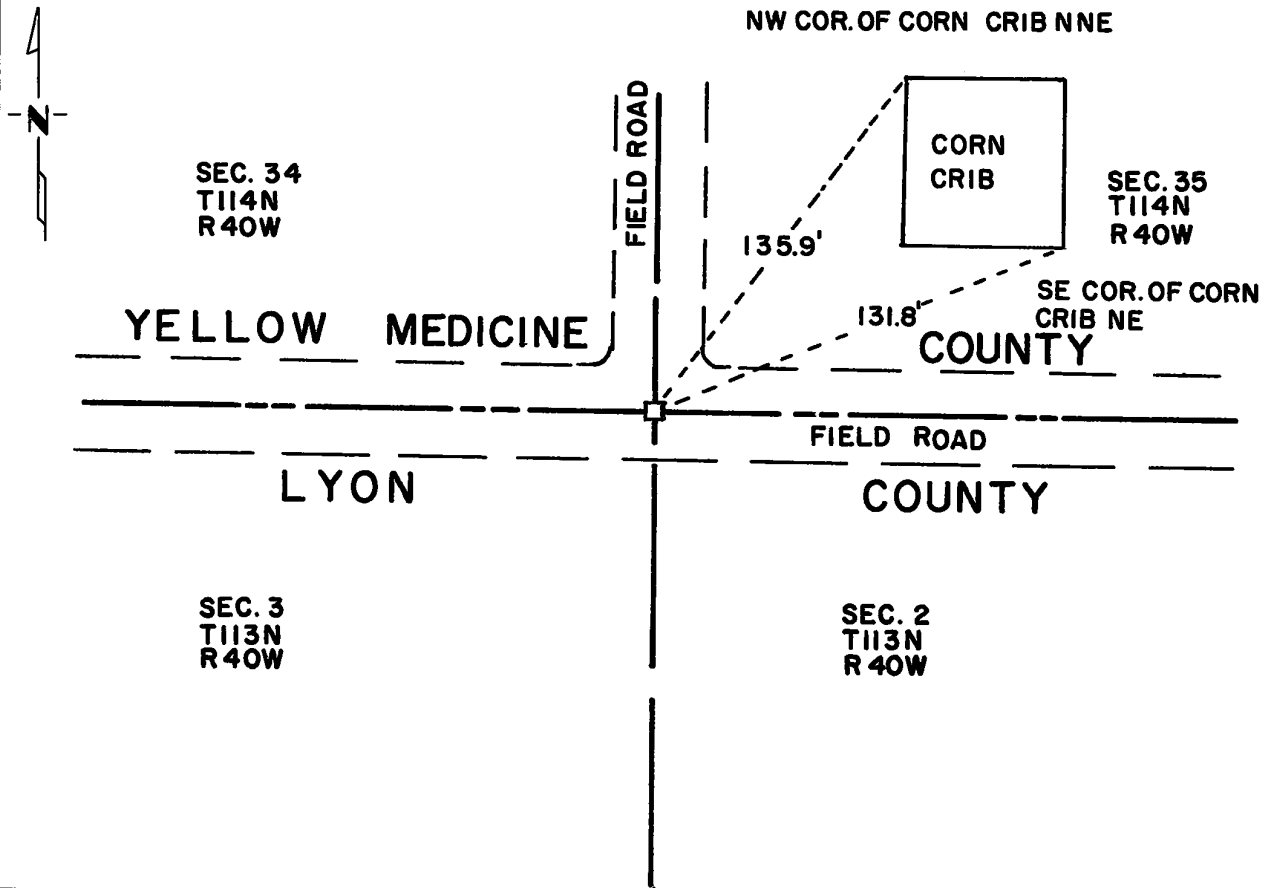 NW COR. OF CORN CRIB NNE
N
FIELD ROAD
CORN
CRIB
SEC. 34
T114N
R40W
SEC. 35
T114N
R40W
135.9'
SE COR. OF CORN
CRIB NE
131.8'
YELLOW MEDICINE COUNTY
FIELD ROAD
LYON COUNTY
SEC. 3
T113N
R40W
SEC. 2
T113N
R40W